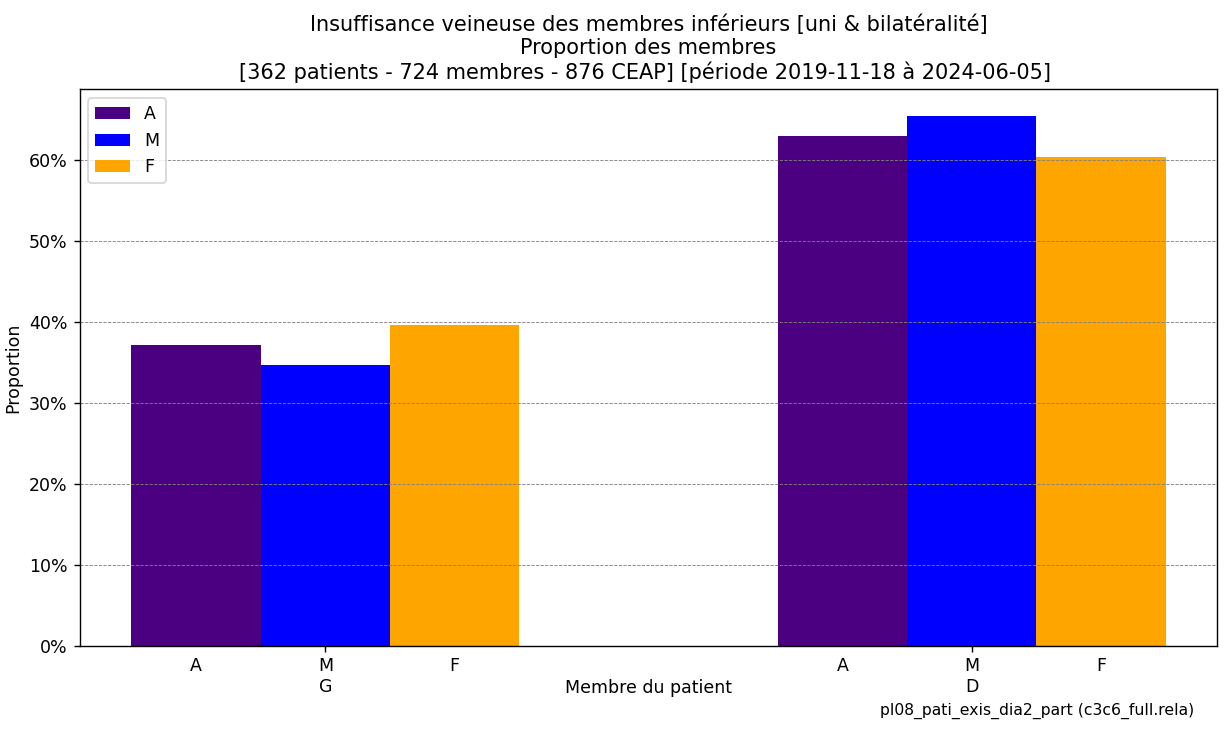 Insuffisance veineuse des membres inférieurs [uni & bilatéralité]
Proportion des membres
[362 patients - 724 membres - 876 CEAP] [période 2019-11-18 à 2024-06-05]
A
M
F
Proportion
60%
50%
40%
30%
20%
10%
0%
A M F A M F
G D
Membre du patient
pl08_pati_exis_dia2_part (c3c6_full.rela)